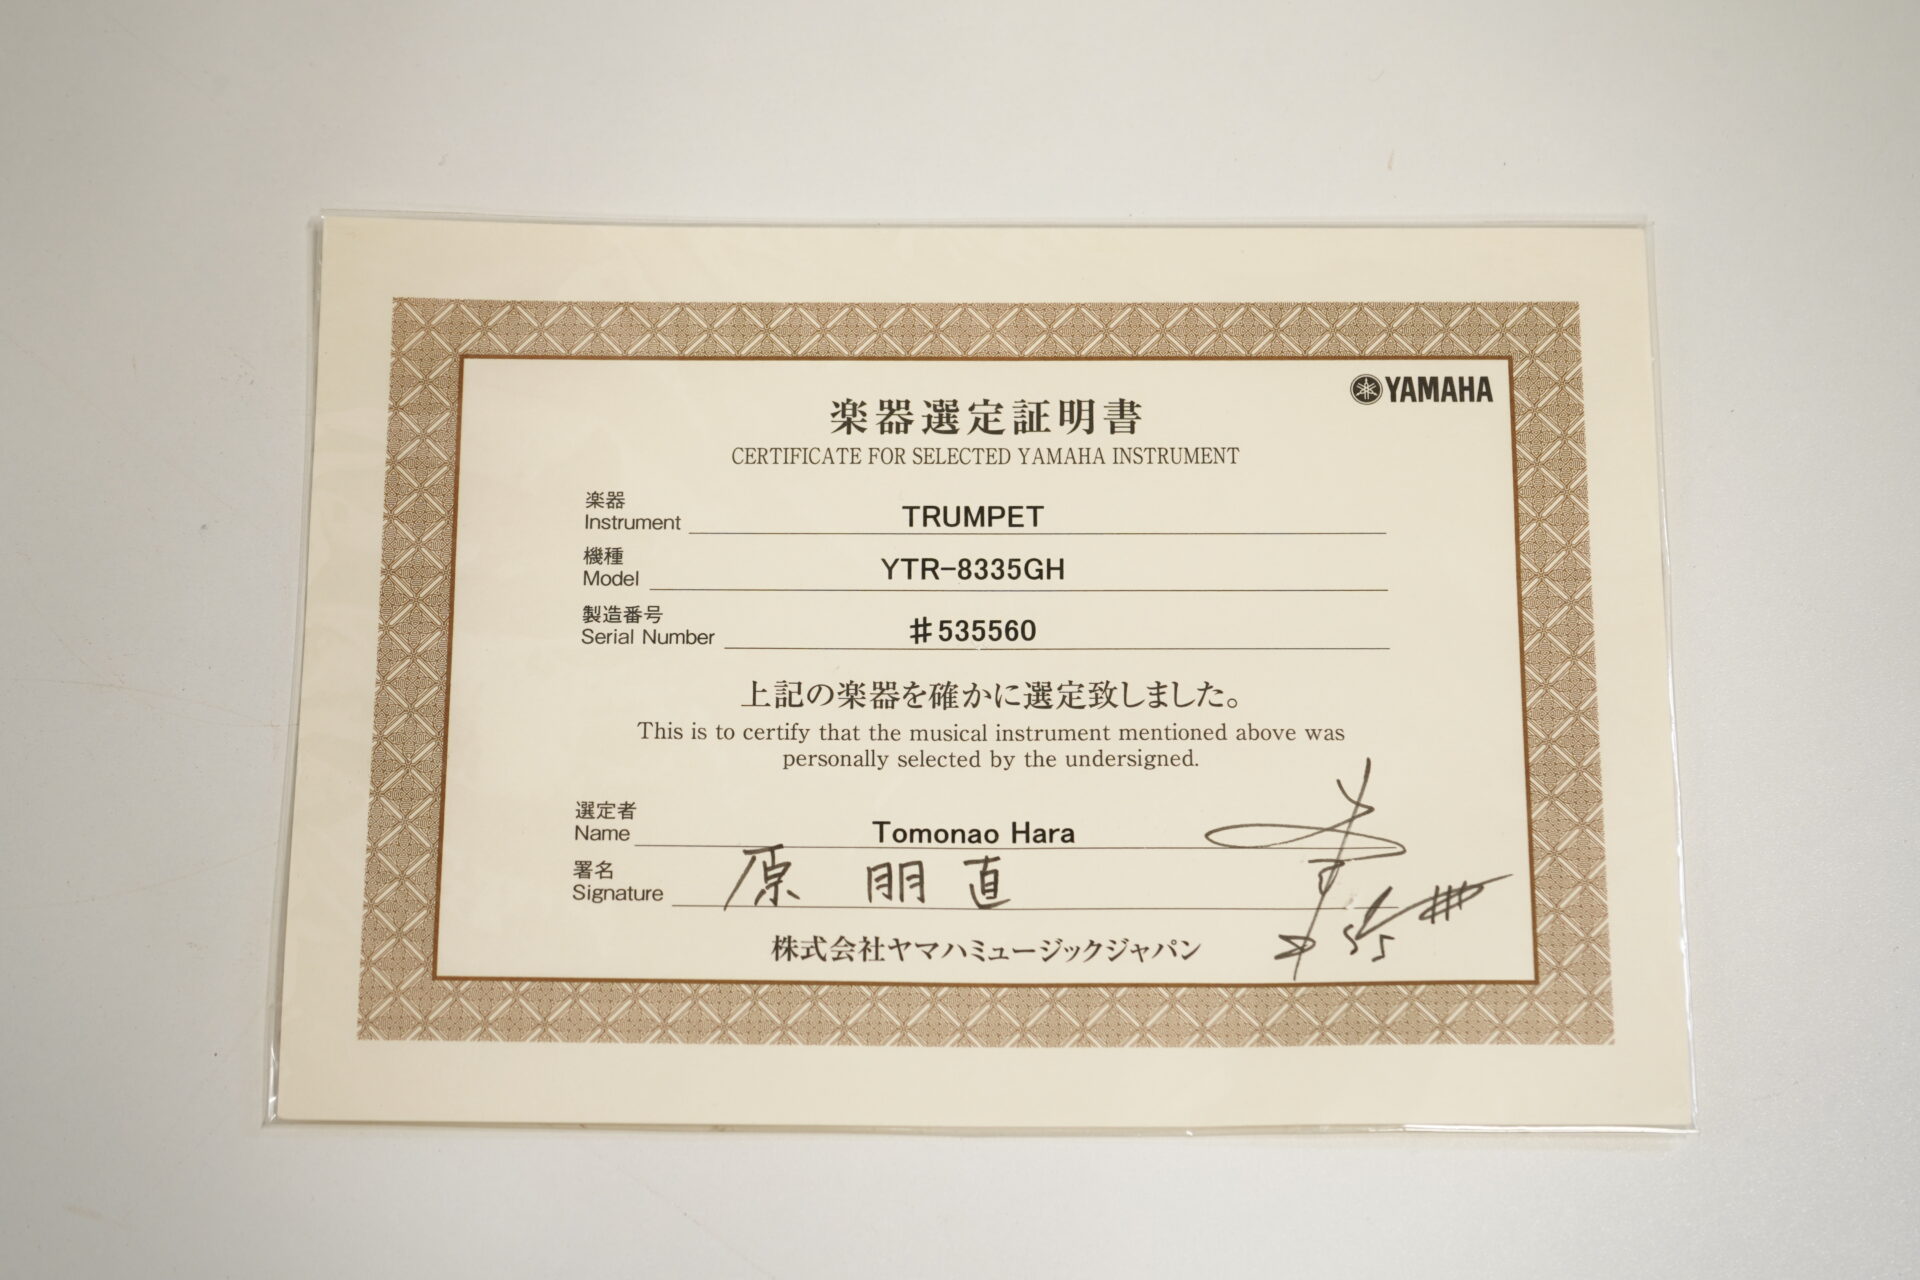 YAMAHA
楽器選定証明書
CERTIFICATE FOR SELECTED YAMAHA INSTRUMENT
楽器
Instrument TRUMPET
機種
Model YTR-8335GH
製造番号
Serial Number #535560
上記の楽器を確かに選定致しました。
This is to certify that the musical instrument mentioned above was
personally selected by the undersigned.
選定者
Name Tomonao Hara
署名
Signature 原 朋直
株式会社ヤマハミュージックジャパン